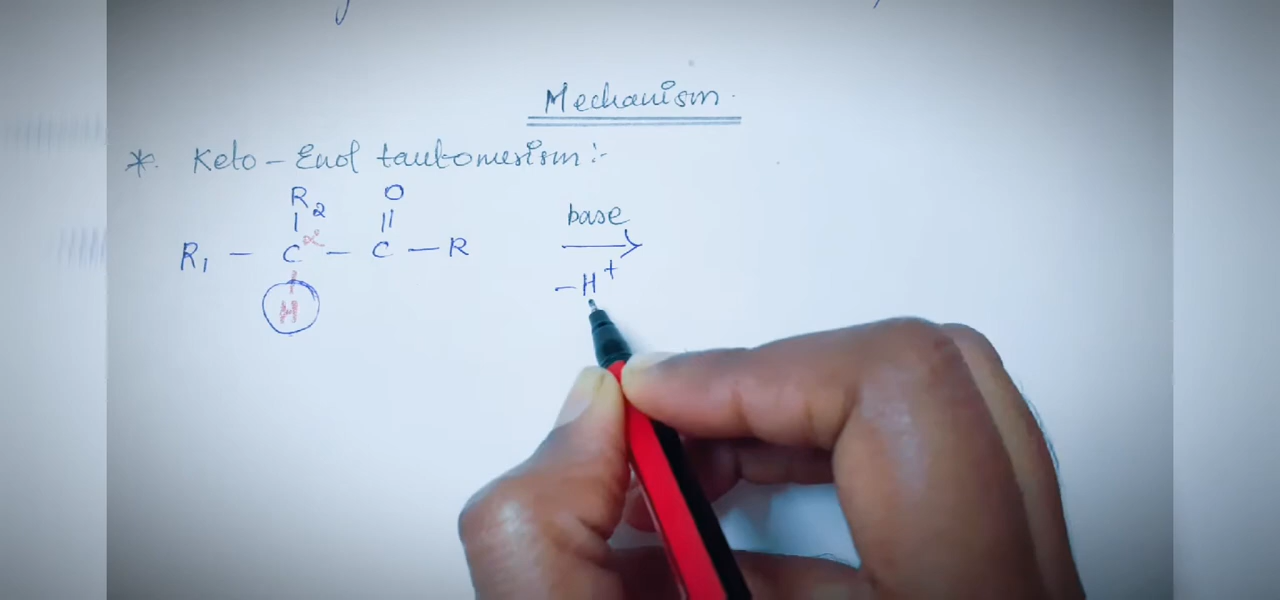 Mechanism.
*. Keto-Enol tautomerism:-
R2 O
R1 - C α - C - R base
H -H+